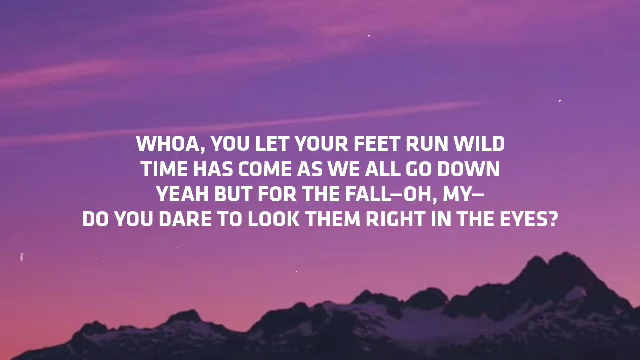 WHOA, YOU LET YOUR FEET RUN WILD
TIME HAS COME AS WE ALL GO DOWN
YEAH BUT FOR THE FALL–OH, MY–
DO YOU DARE TO LOOK THEM RIGHT IN THE EYES?